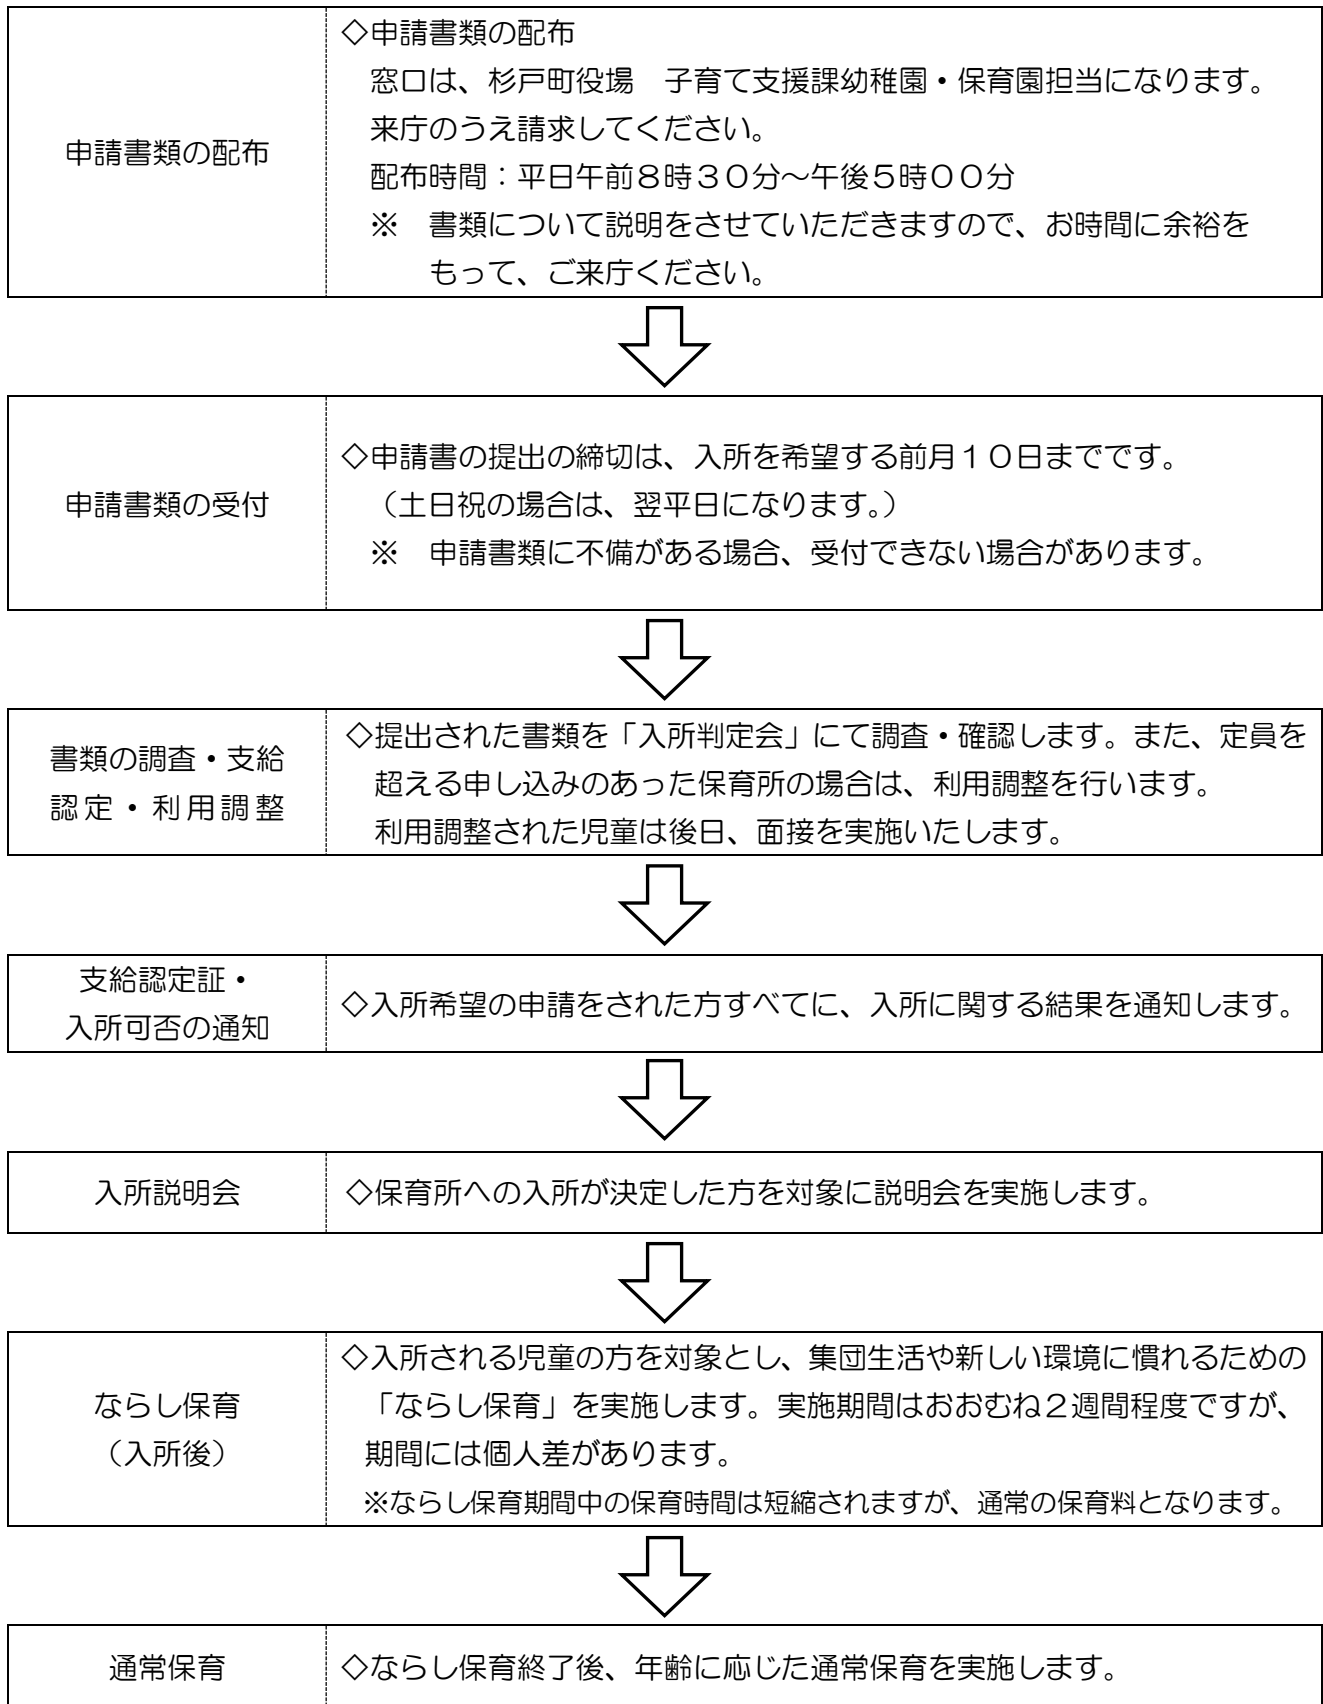 申請書類の配布
◇申請書類の配布
窓口は、杉戸町役場　子育て支援課幼稚園・保育園担当になります。
来庁のうえ請求してください。
配布時間：平日午前８時３０分～午後５時００分
※　書類について説明をさせていただきますので、お時間に余裕を
もって、ご来庁ください。
申請書類の受付
◇申請書の提出の締切は、入所を希望する前月１０日までです。
（土日祝の場合は、翌平日になります。）
※　申請書類に不備がある場合、受付できない場合があります。
書類の調査・支給
認定・利用調整
◇提出された書類を「入所判定会」にて調査・確認します。また、定員を
超える申し込みのあった保育所の場合は、利用調整を行います。
利用調整された児童は後日、面接を実施いたします。
支給認定証・
入所可否の通知
◇入所希望の申請をされた方すべてに、入所に関する結果を通知します。
入所説明会
◇保育所への入所が決定した方を対象に説明会を実施します。
ならし保育
（入所後）
◇入所される児童の方を対象とし、集団生活や新しい環境に慣れるための
「ならし保育」を実施します。実施期間はおおむね２週間程度ですが、
期間には個人差があります。
※ならし保育期間中の保育時間は短縮されますが、通常の保育料となります。
通常保育
◇ならし保育終了後、年齢に応じた通常保育を実施します。